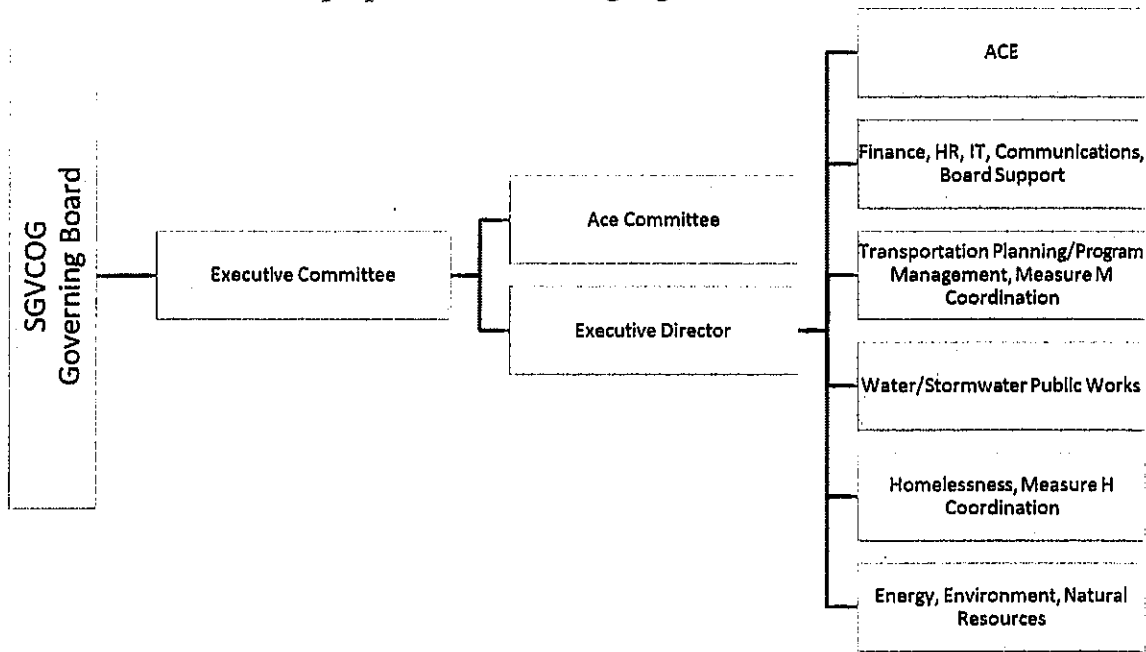 SGVCOG
Governing Board
Executive Committee
Ace Committee
Executive Director
ACE
Finance, HR, IT, Communications,
Board Support
Transportation Planning/Program
Management, Measure M
Coordination
Water/Stormwater Public Works
Homelessness, Measure H
Coordination
Energy, Environment, Natural
Resources